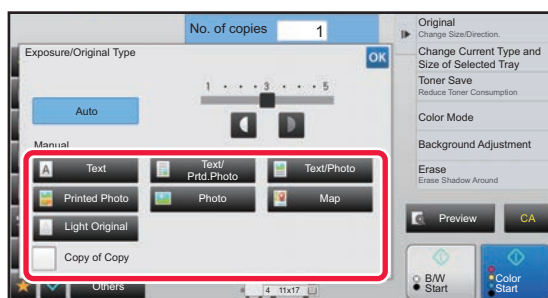 No. of copies 1
Exposure/Original Type
OK
1 3 5
Auto
Manual
Text
Text/
Prtd.Photo
Text/Photo
Printed Photo
Photo
Map
Light Original
Copy of Copy
Others
4 11x17
Original
Change Size/Direction.
Change Current Type and
Size of Selected Tray
Toner Save
Reduce Toner Consumption
Color Mode
Background Adjustment
Erase
Erase Shadow Around
Preview
CA
B/W
Start
Color
Start